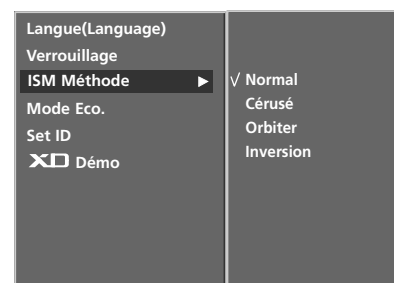 Langue(Language)
Verrouillage
ISM Méthode ►
Mode Eco.
Set ID
XD Démo
√ Normal
Cérusé
Orbiter
Inversion